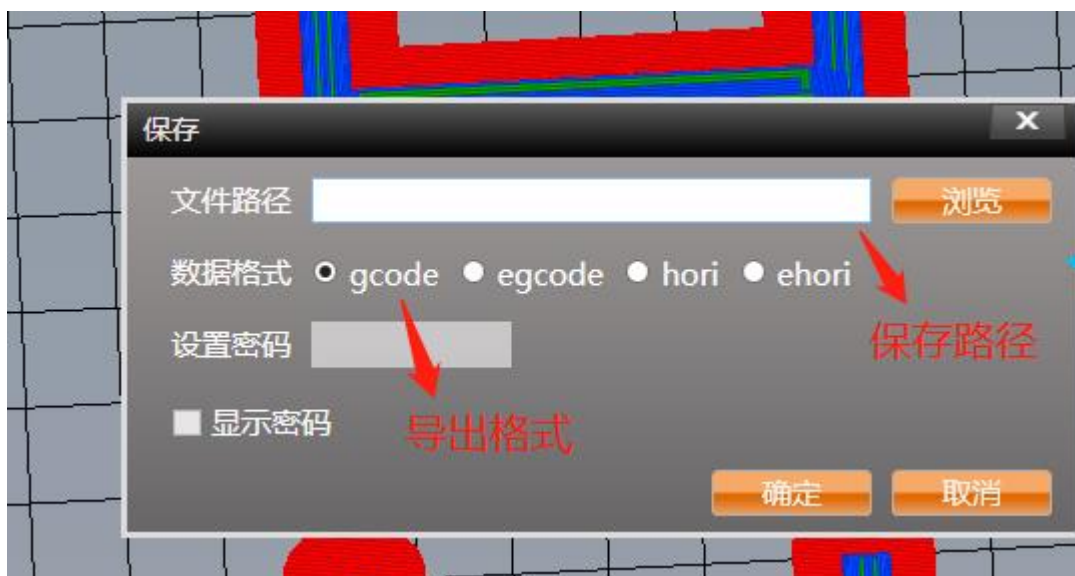 保存
文件路径 浏览
数据格式 gcode egcode hori ehori
保存路径
设置密码
显示密码
导出格式
确定 取消